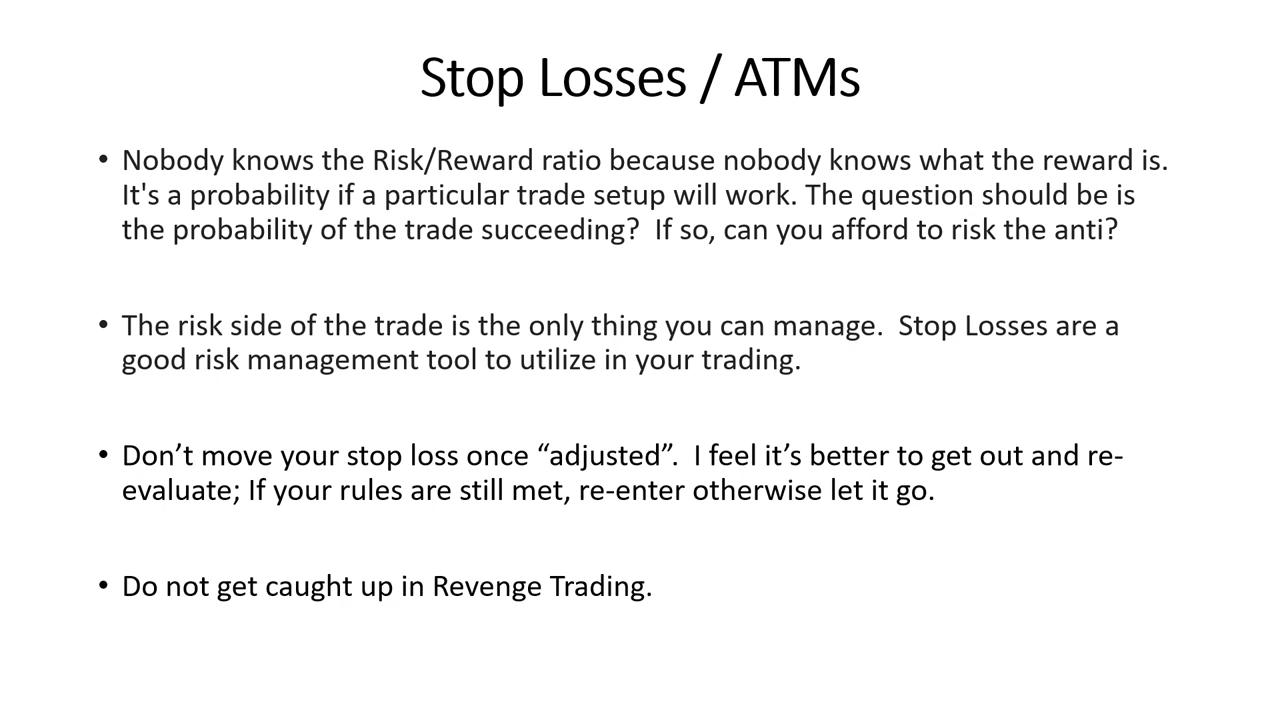 Stop Losses / ATMs
• Nobody knows the Risk/Reward ratio because nobody knows what the reward is.
It's a probability if a particular trade setup will work. The question should be is
the probability of the trade succeeding?  If so, can you afford to risk the anti?
• The risk side of the trade is the only thing you can manage.  Stop Losses are a
good risk management tool to utilize in your trading.
• Don’t move your stop loss once “adjusted”.  I feel it’s better to get out and re-
evaluate; If your rules are still met, re-enter otherwise let it go.
• Do not get caught up in Revenge Trading.